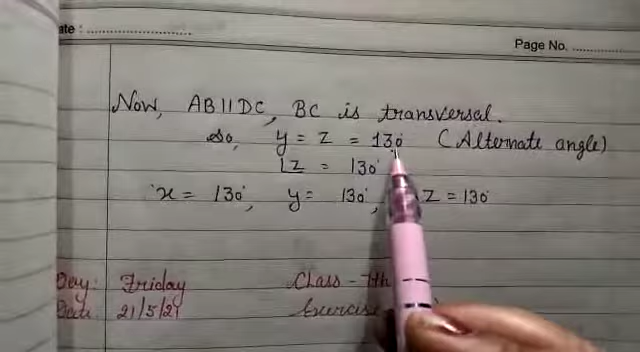 ate :
Page No.
Now, AB||DC, BC is transversal.
so, y = z = 130° (Alternate angle)
∠z = 130°
x = 130°, y = 130°, z = 130°
Day: Friday Class - 7th
Date: 21/5/21 Exercise